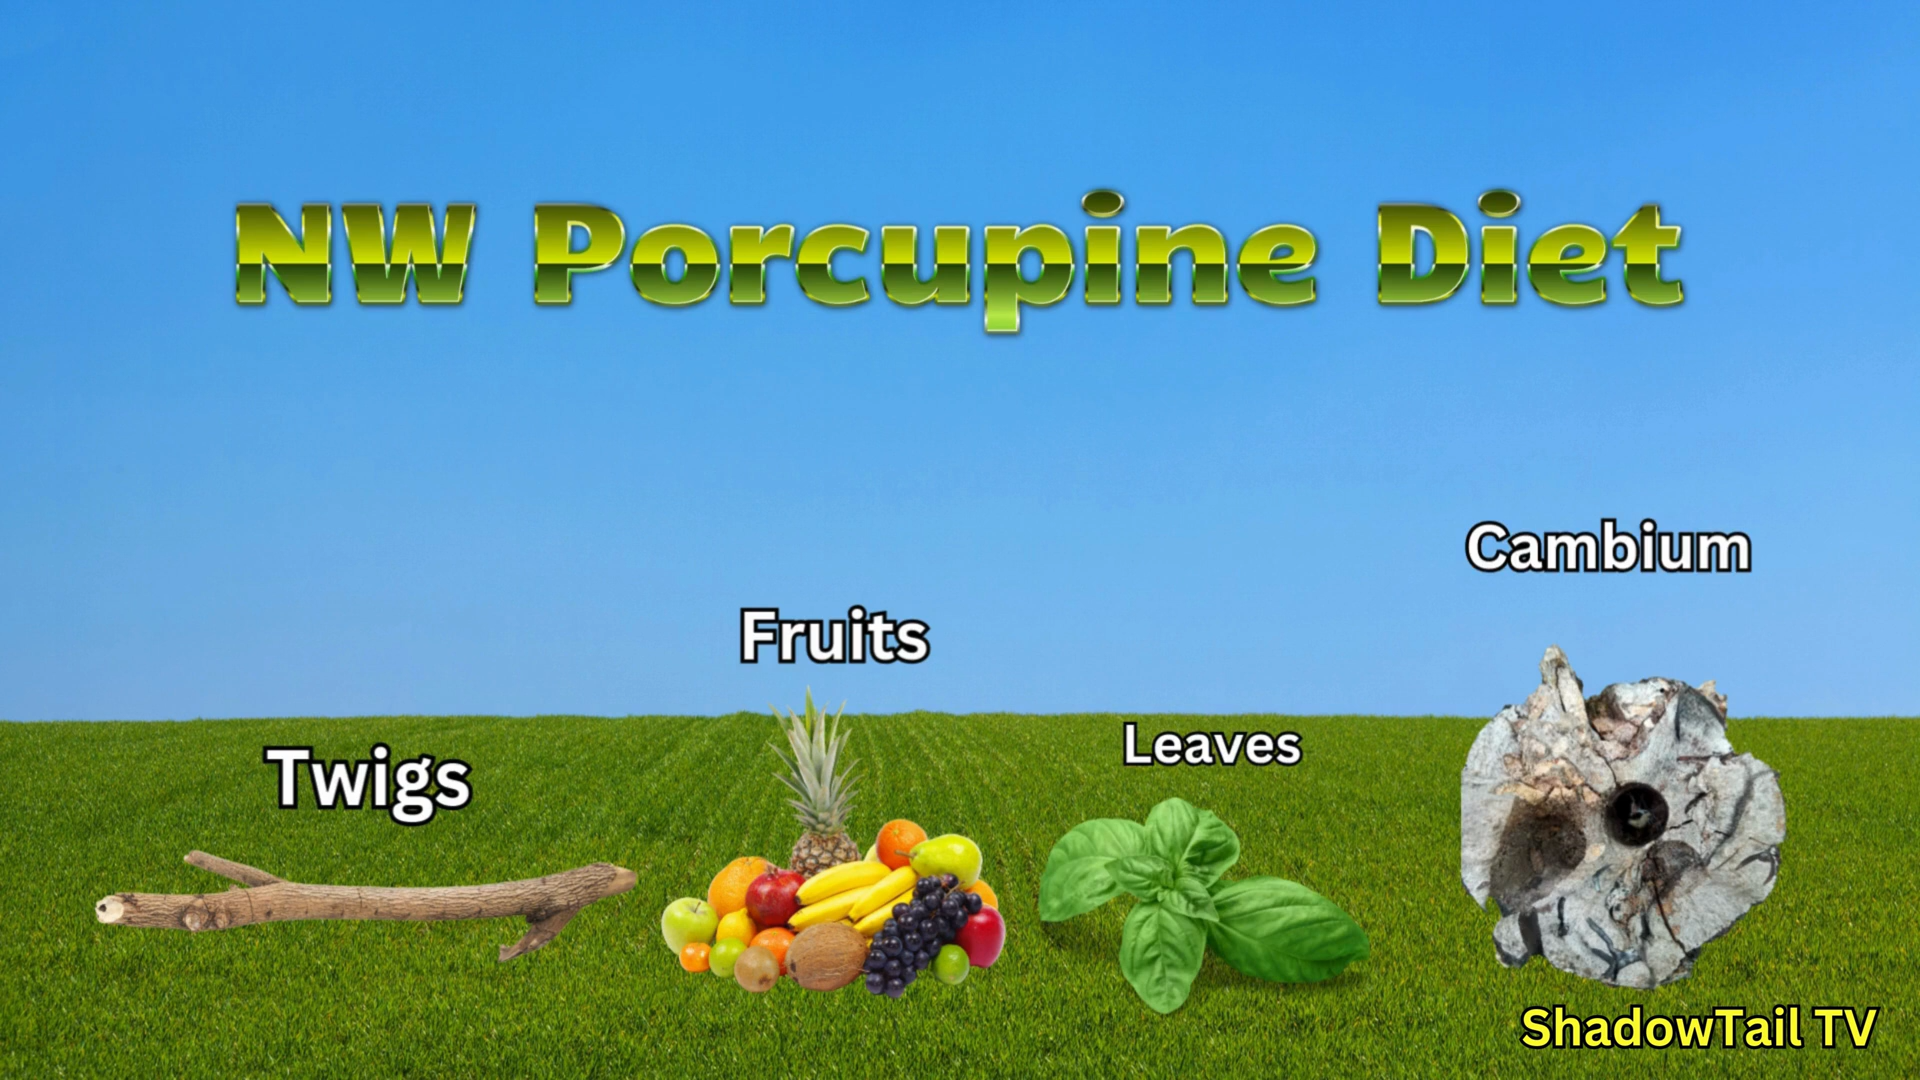 NW Porcupine Diet
Cambium
Fruits
Leaves
Twigs
ShadowTail TV